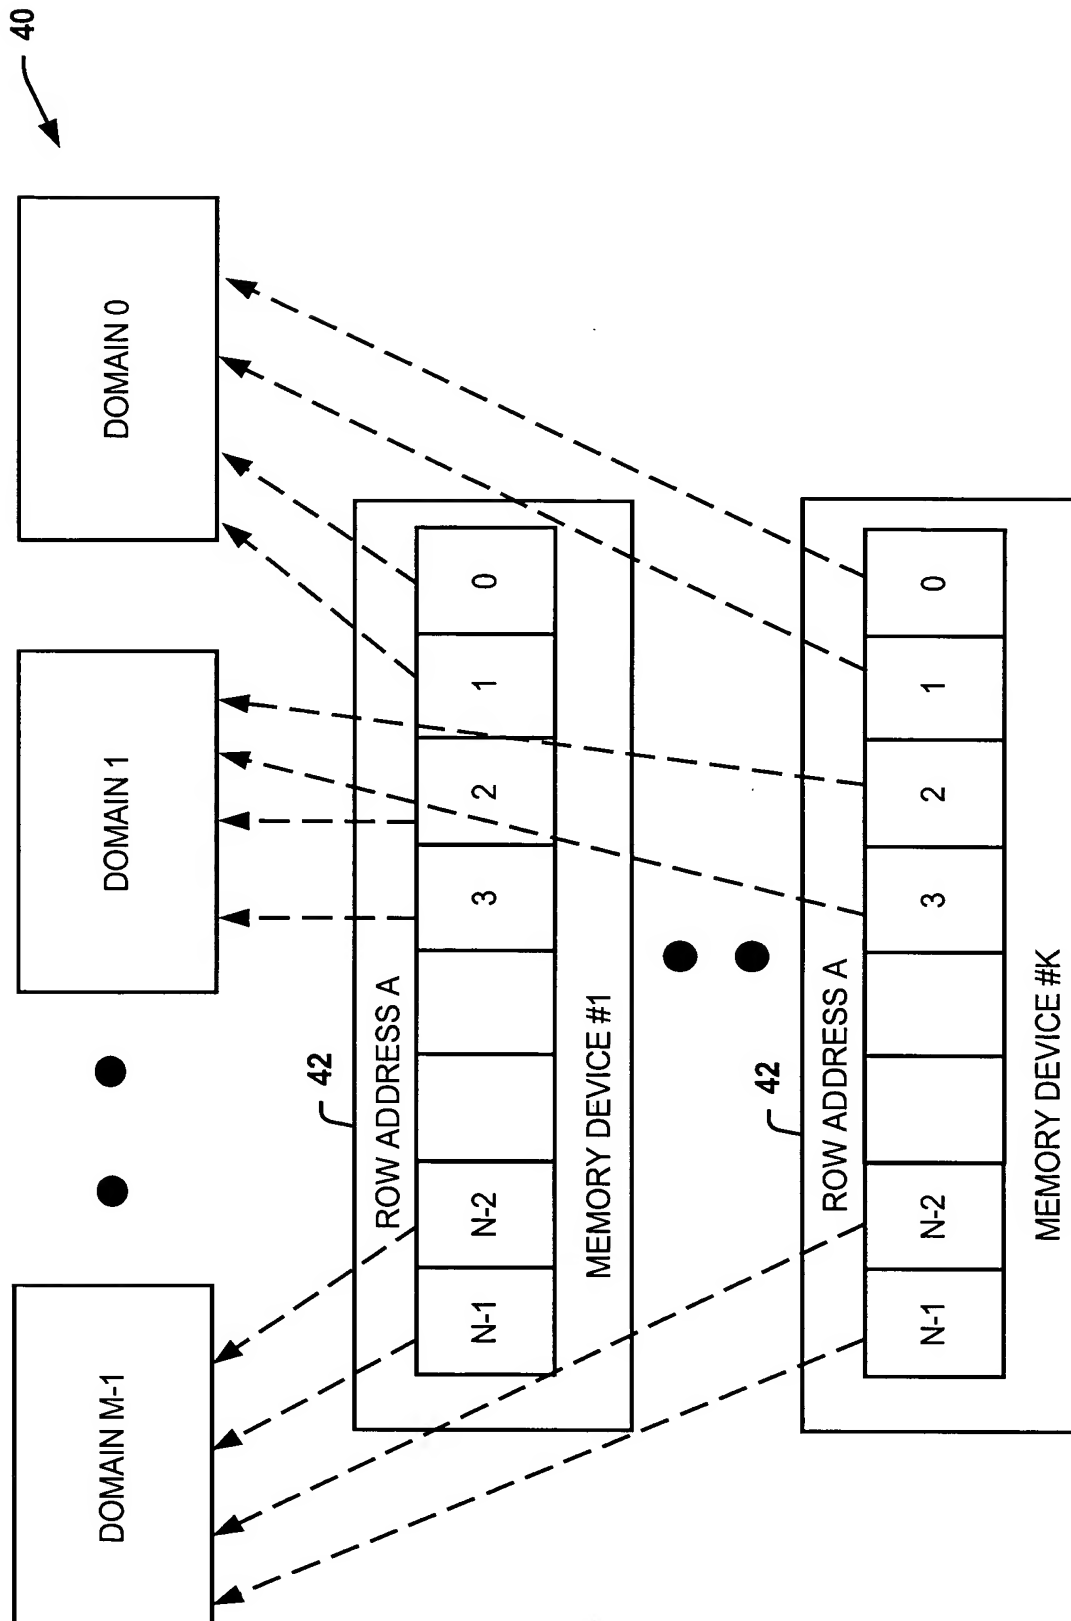 40
DOMAIN M-1
DOMAIN 1
DOMAIN 0
42
ROW ADDRESS A
N-1
N-2
3
2
1
0
MEMORY DEVICE #1
42
ROW ADDRESS A
N-1
N-2
3
2
1
0
MEMORY DEVICE #K